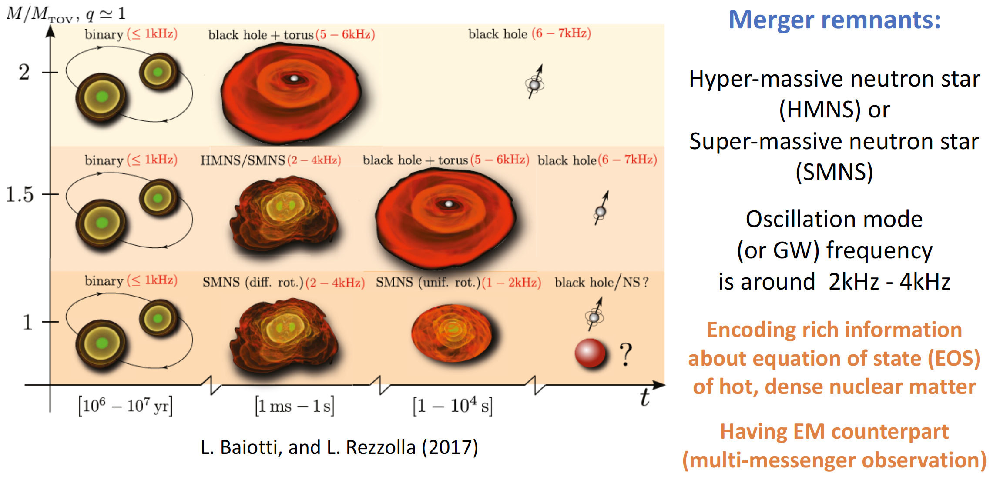 M/M_TOV, q ≃ 1
binary (≤ 1kHz) black hole + torus (5 – 6kHz) black hole (6 – 7kHz)
2
binary (≤ 1kHz) HMNS/SMNS (2 – 4kHz) black hole + torus (5 – 6kHz) black hole (6 – 7kHz)
1.5
binary (≤ 1kHz) SMNS (diff. rot.) (2 – 4kHz) SMNS (unif. rot.) (1 – 2kHz) black hole/NS ?
1
?
t
[10⁶ – 10⁷ yr] [1 ms – 1 s] [1 – 10⁴ s]
L. Baiotti, and L. Rezzolla (2017)
Merger remnants:
Hyper-massive neutron star
(HMNS) or
Super-massive neutron star
(SMNS)
Oscillation mode
(or GW) frequency
is around 2kHz - 4kHz
Encoding rich information
about equation of state (EOS)
of hot, dense nuclear matter
Having EM counterpart
(multi-messenger observation)